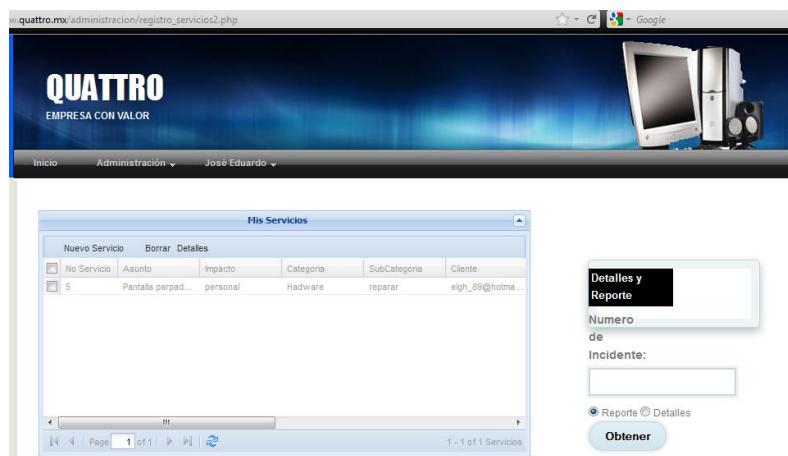 w.quattro.mx/administracion/registro_servicios2.php
Google
QUATTRO
EMPRESA CON VALOR
Inicio Administración José Eduardo
Mis Servicios
Nuevo Servicio Borrar Detalles
No Servicio Asunto Impacto Categoria SubCategoria Cliente
5 Pantalla parpad... personal Hadware reparar elgh_89@hotma...
Page 1 of 1
1 - 1 of 1 Servicios
Detalles y
Reporte
Numero
de
Incidente:
Reporte Detalles
Obtener